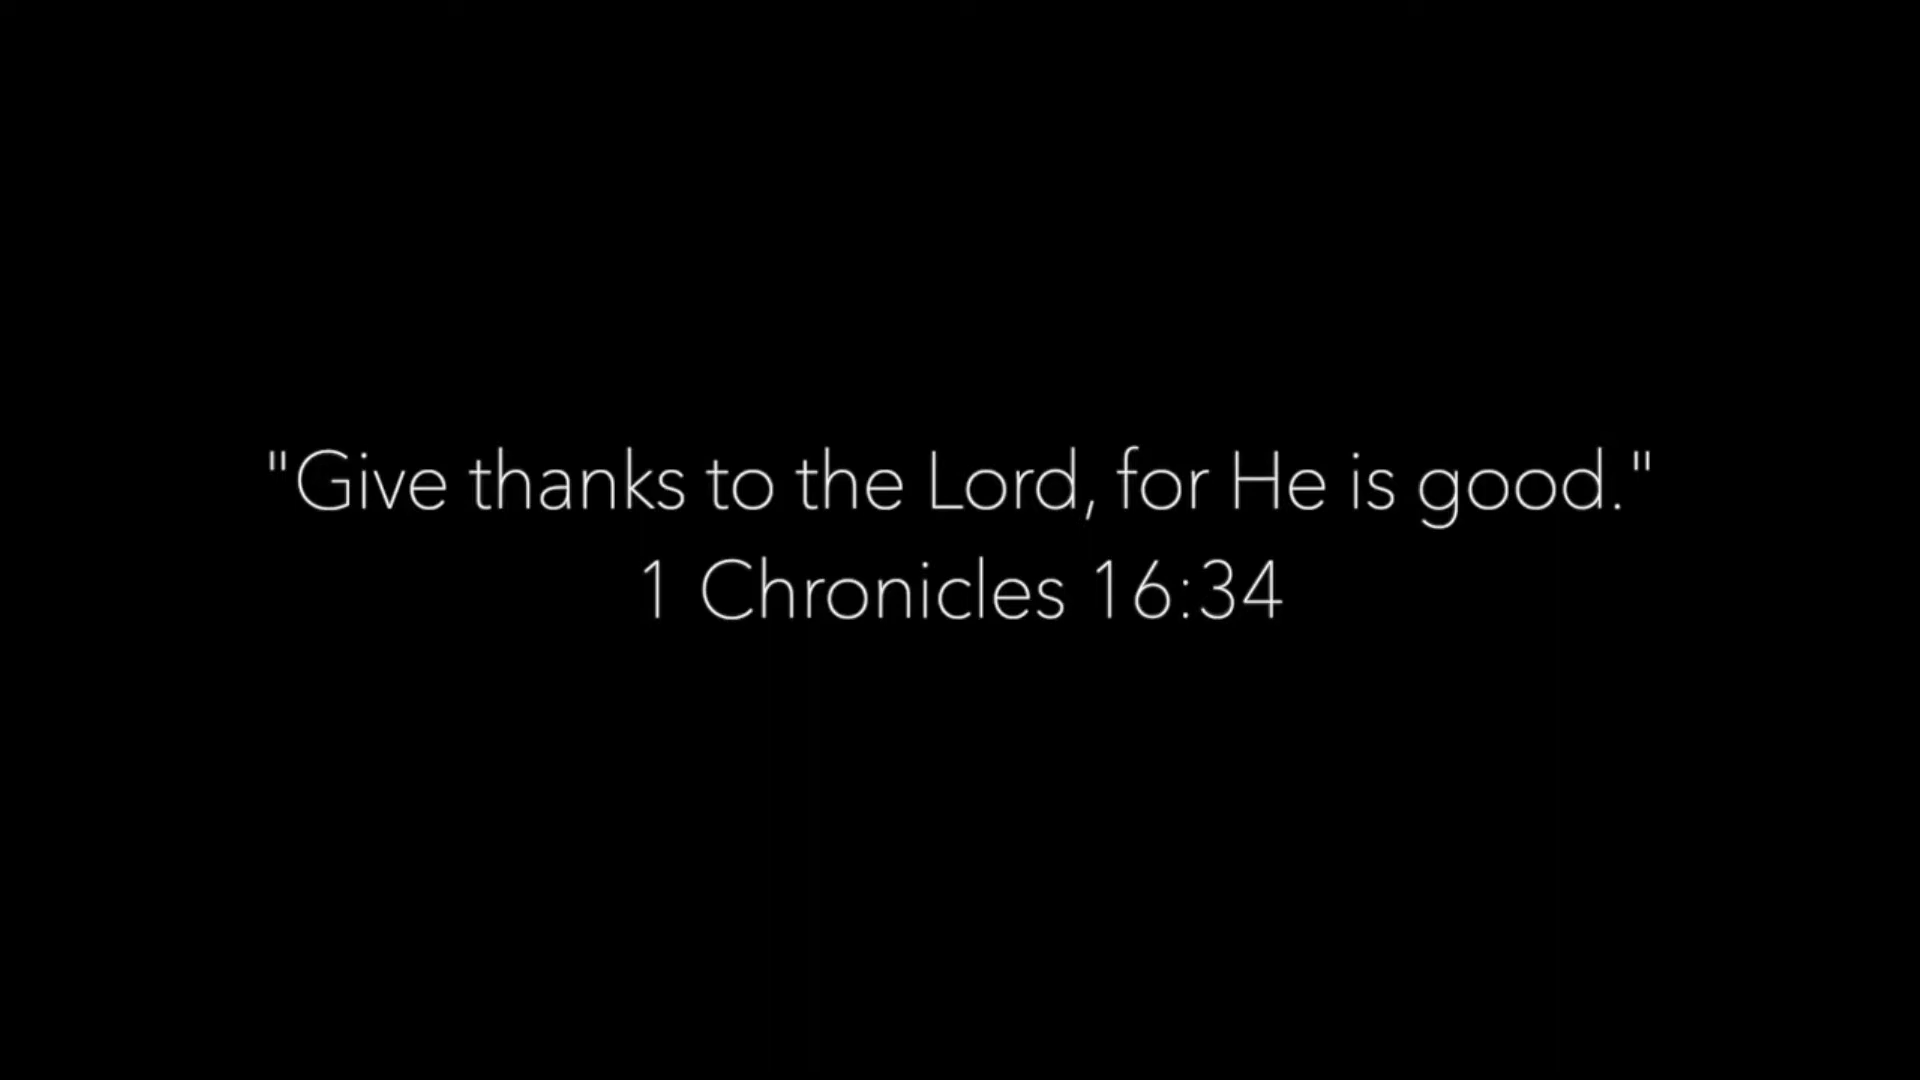 "Give thanks to the Lord, for He is good."
1 Chronicles 16:34